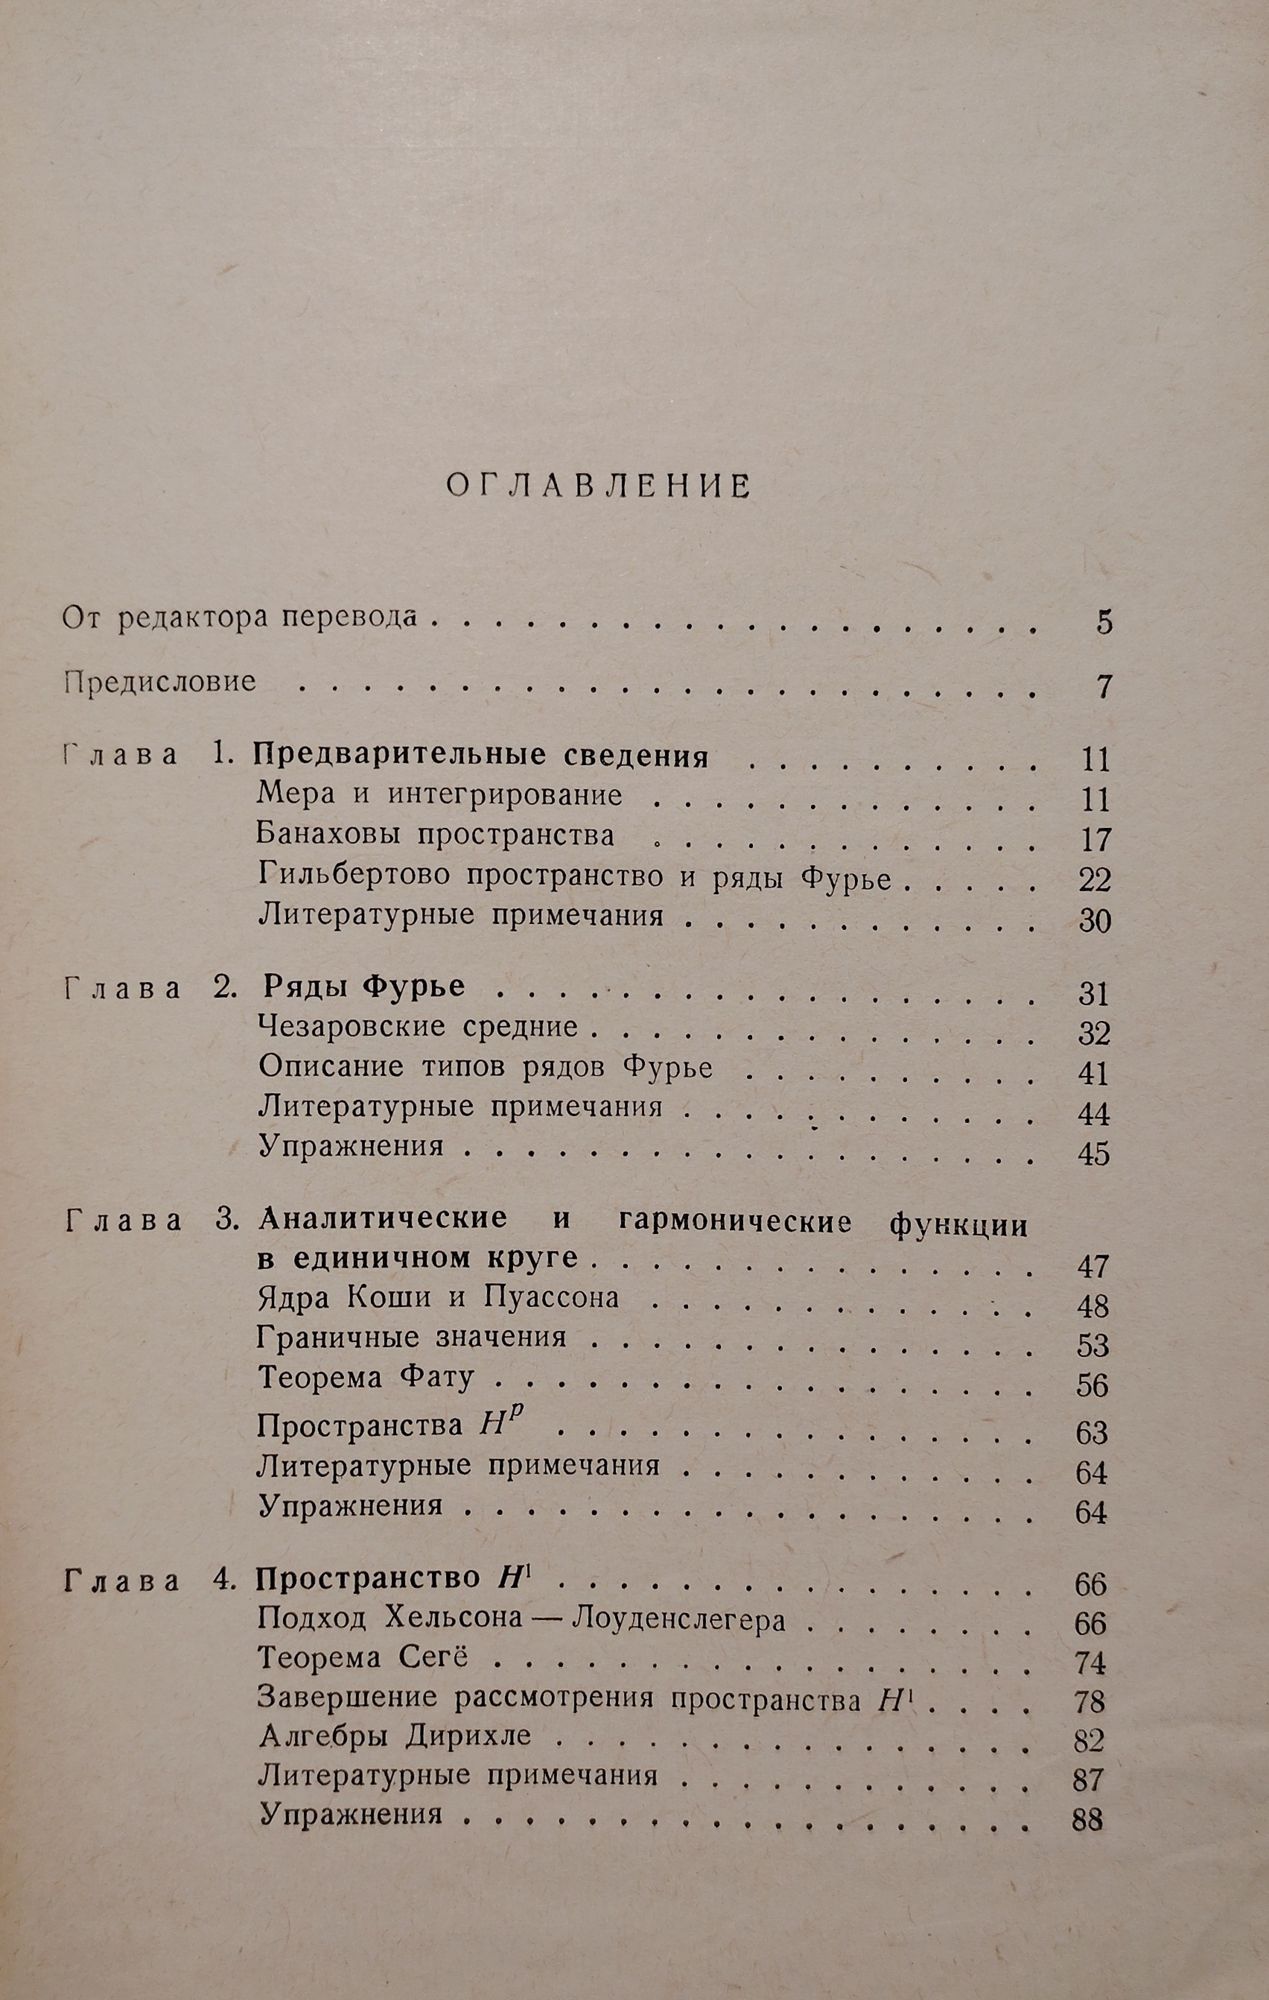 ОГЛАВЛЕНИЕ
От редактора перевода . . . . . . . . . . . . . . . . . . . . 5
Предисловие . . . . . . . . . . . . . . . . . . . . . . . . 7
Глава 1. Предварительные сведения . . . . . . . . . . 11
Мера и интегрирование . . . . . . . . . . . . . 11
Банаховы пространства . . . . . . . . . . . . . 17
Гильбертово пространство и ряды Фурье . . . . . 22
Литературные примечания . . . . . . . . . . . . 30
Глава 2. Ряды Фурье . . . . . . . . . . . . . . . . . . 31
Чезаровские средние . . . . . . . . . . . . . . . 32
Описание типов рядов Фурье . . . . . . . . . . 41
Литературные примечания . . . . . . . . . . . . 44
Упражнения . . . . . . . . . . . . . . . . . . . 45
Глава 3. Аналитические и гармонические функции
в единичном круге . . . . . . . . . . . . . . . 47
Ядра Коши и Пуассона . . . . . . . . . . . . . 48
Граничные значения . . . . . . . . . . . . . . . 53
Теорема Фату . . . . . . . . . . . . . . . . . . 56
Пространства Hᵖ . . . . . . . . . . . . . . . . 63
Литературные примечания . . . . . . . . . . . . 64
Упражнения . . . . . . . . . . . . . . . . . . . 64
Глава 4. Пространство H¹ . . . . . . . . . . . . . . . . 66
Подход Хельсона — Лоуденслегера . . . . . . . . 66
Теорема Сегё . . . . . . . . . . . . . . . . . . 74
Завершение рассмотрения пространства H¹ . . . . 78
Алгебры Дирихле . . . . . . . . . . . . . . . . 82
Литературные примечания . . . . . . . . . . . . 87
Упражнения . . . . . . . . . . . . . . . . . . . 88